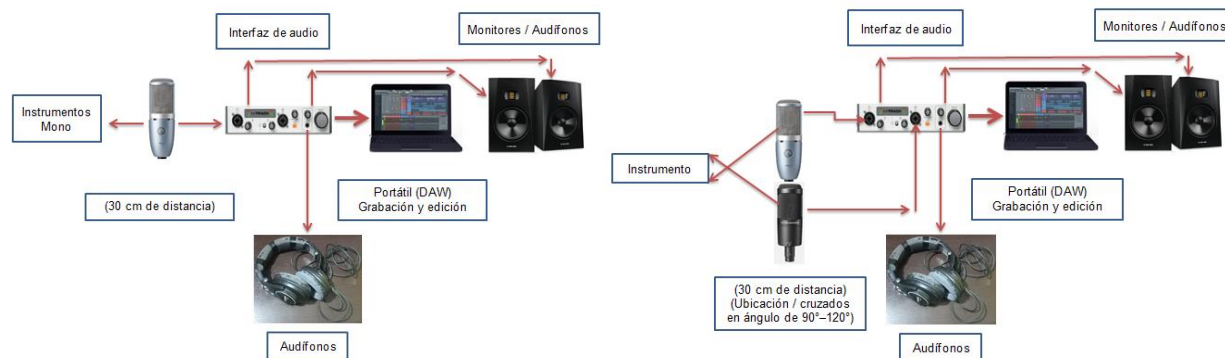 Interfaz de audio
Monitores / Audífonos
Instrumentos
Mono
(30 cm de distancia)
Portátil (DAW)
Grabación y edición
Audífonos
Interfaz de audio
Monitores / Audífonos
Instrumento
Portátil (DAW)
Grabación y edición
(30 cm de distancia)
(Ubicación / cruzados
en ángulo de 90°–120°)
Audífonos